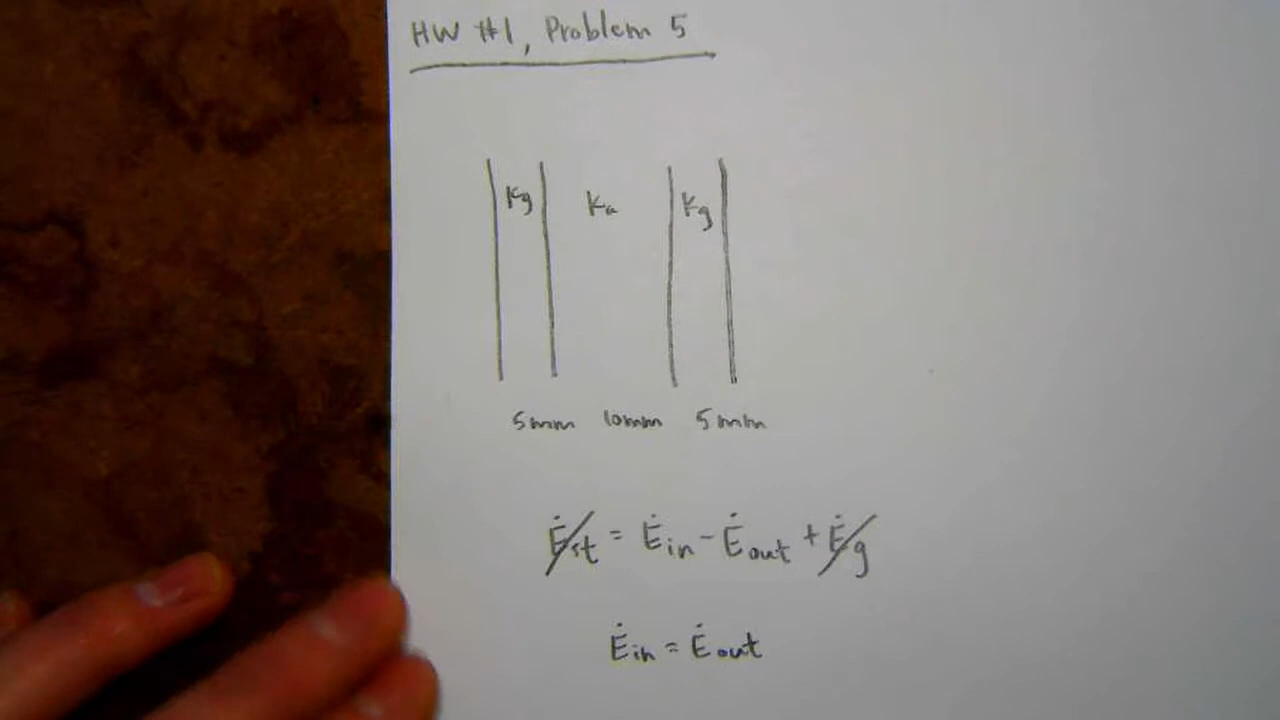 HW #1, Problem 5
Kg Ka Kg
5mm 10mm 5mm
Ėst = Ėin - Ėout + Ėg
Ėin = Ėout